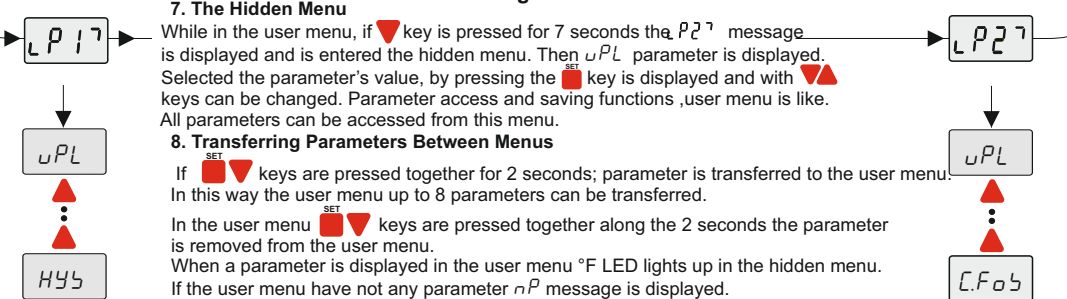 7. The Hidden Menu
While in the user menu, if key is pressed for 7 seconds the ⌞P2⌝ message
is displayed and is entered the hidden menu. Then uPL parameter is displayed.
SET
Selected the parameter's value, by pressing the key is displayed and with
keys can be changed. Parameter access and saving functions ,user menu is like.
All parameters can be accessed from this menu.
8. Transferring Parameters Between Menus
SET
If keys are pressed together for 2 seconds; parameter is transferred to the user menu.
In this way the user menu up to 8 parameters can be transferred.
SET
In the user menu keys are pressed together along the 2 seconds the parameter
is removed from the user menu.
When a parameter is displayed in the user menu °F LED lights up in the hidden menu.
If the user menu have not any parameter nP message is displayed.
⌞P1⌝
uPL
HYS
⌞P2⌝
uPL
C.FoS